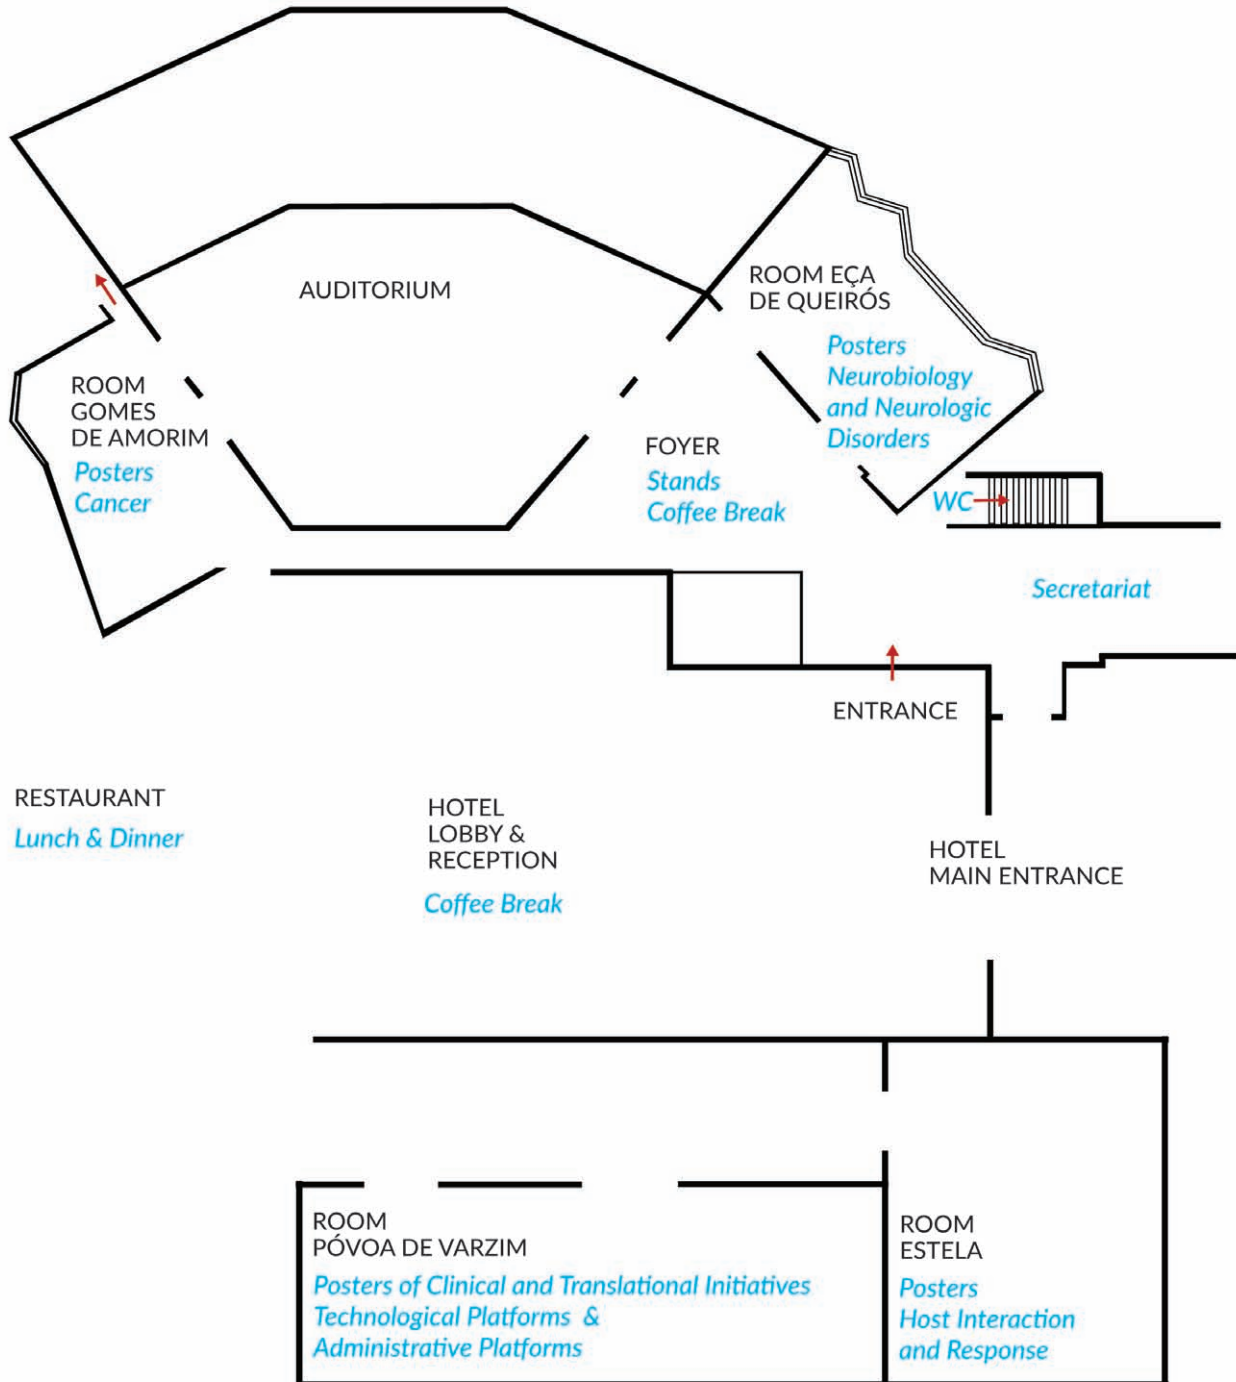 AUDITORIUM
ROOM EÇA
DE QUEIRÓS
Posters
Neurobiology
and Neurologic
Disorders
ROOM
GOMES
DE AMORIM
Posters
Cancer
FOYER
Stands
Coffee Break
WC
Secretariat
ENTRANCE
RESTAURANT
Lunch & Dinner
HOTEL
LOBBY &
RECEPTION
Coffee Break
HOTEL
MAIN ENTRANCE
ROOM
PÓVOA DE VARZIM
Posters of Clinical and Translational Initiatives
Technological Platforms &
Administrative Platforms
ROOM
ESTELA
Posters
Host Interaction
and Response